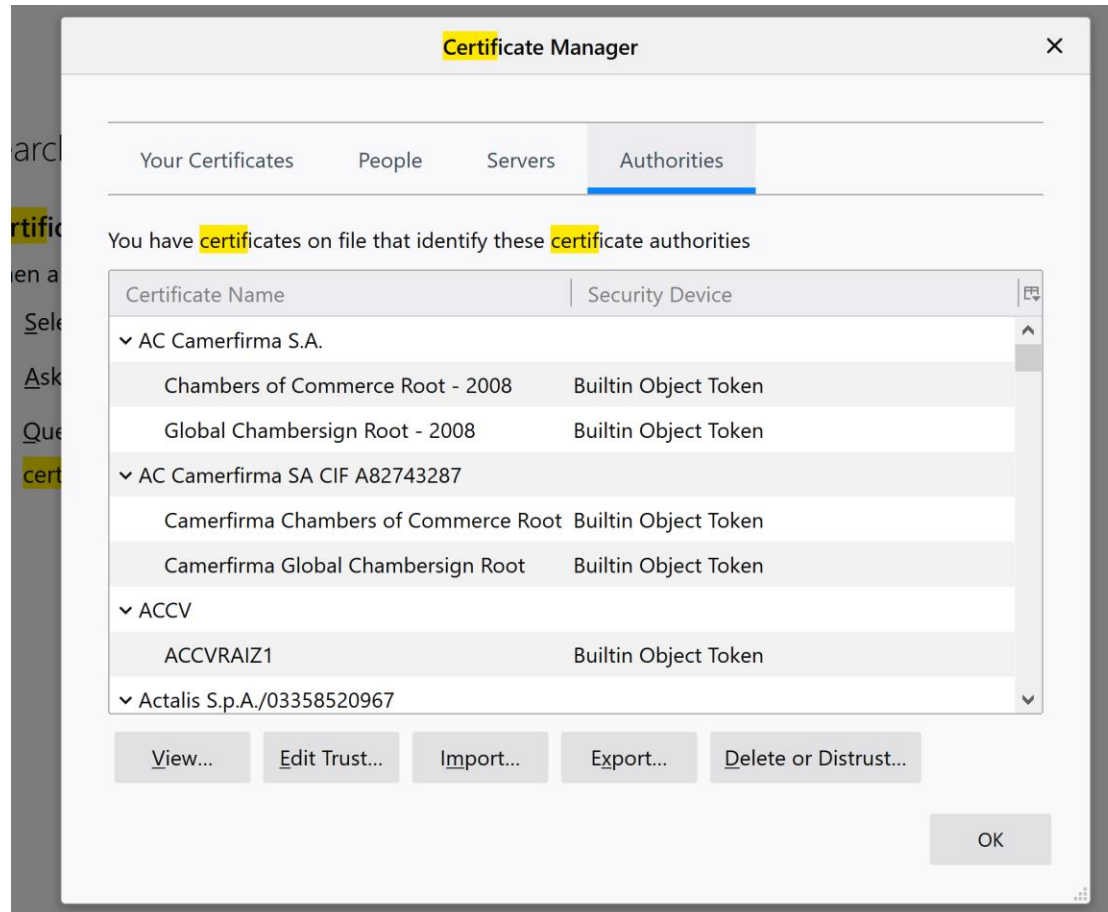 Certificate Manager
Your Certificates People Servers Authorities
You have certificates on file that identify these certificate authorities
Certificate Name Security Device
AC Camerfirma S.A.
Chambers of Commerce Root - 2008 Builtin Object Token
Global Chambersign Root - 2008 Builtin Object Token
AC Camerfirma SA CIF A82743287
Camerfirma Chambers of Commerce Root Builtin Object Token
Camerfirma Global Chambersign Root Builtin Object Token
ACCV
ACCVRAIZ1 Builtin Object Token
Actalis S.p.A./03358520967
View... Edit Trust... Import... Export... Delete or Distrust...
OK